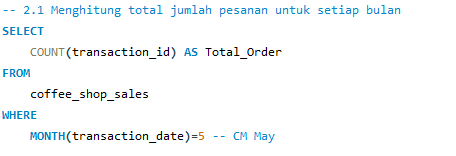 -- 2.1 Menghitung total jumlah pesanan untuk setiap bulan
SELECT
COUNT(transaction_id) AS Total_Order
FROM
coffee_shop_sales
WHERE
MONTH(transaction_date)=5 -- CM May